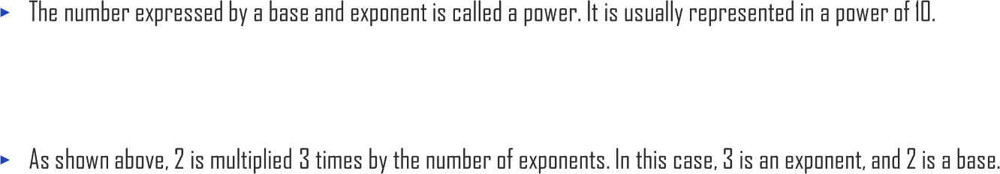 ▸ The number expressed by a base and exponent is called a power. It is usually represented in a power of 10.
▸ As shown above, 2 is multiplied 3 times by the number of exponents. In this case, 3 is an exponent, and 2 is a base.